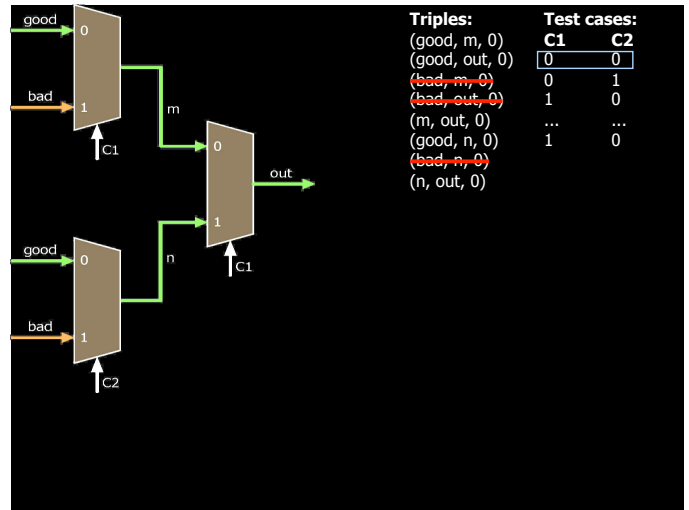 good
0
bad
1
C1
m
0
1
out
C1
good
0
n
bad
1
C2
Triples: Test cases:
(good, m, 0) C1 C2
(good, out, 0) 0 0
(bad, m, 0) 0 1
(bad, out, 0) 1 0
(m, out, 0) ... ...
(good, n, 0) 1 0
(bad, n, 0)
(n, out, 0)